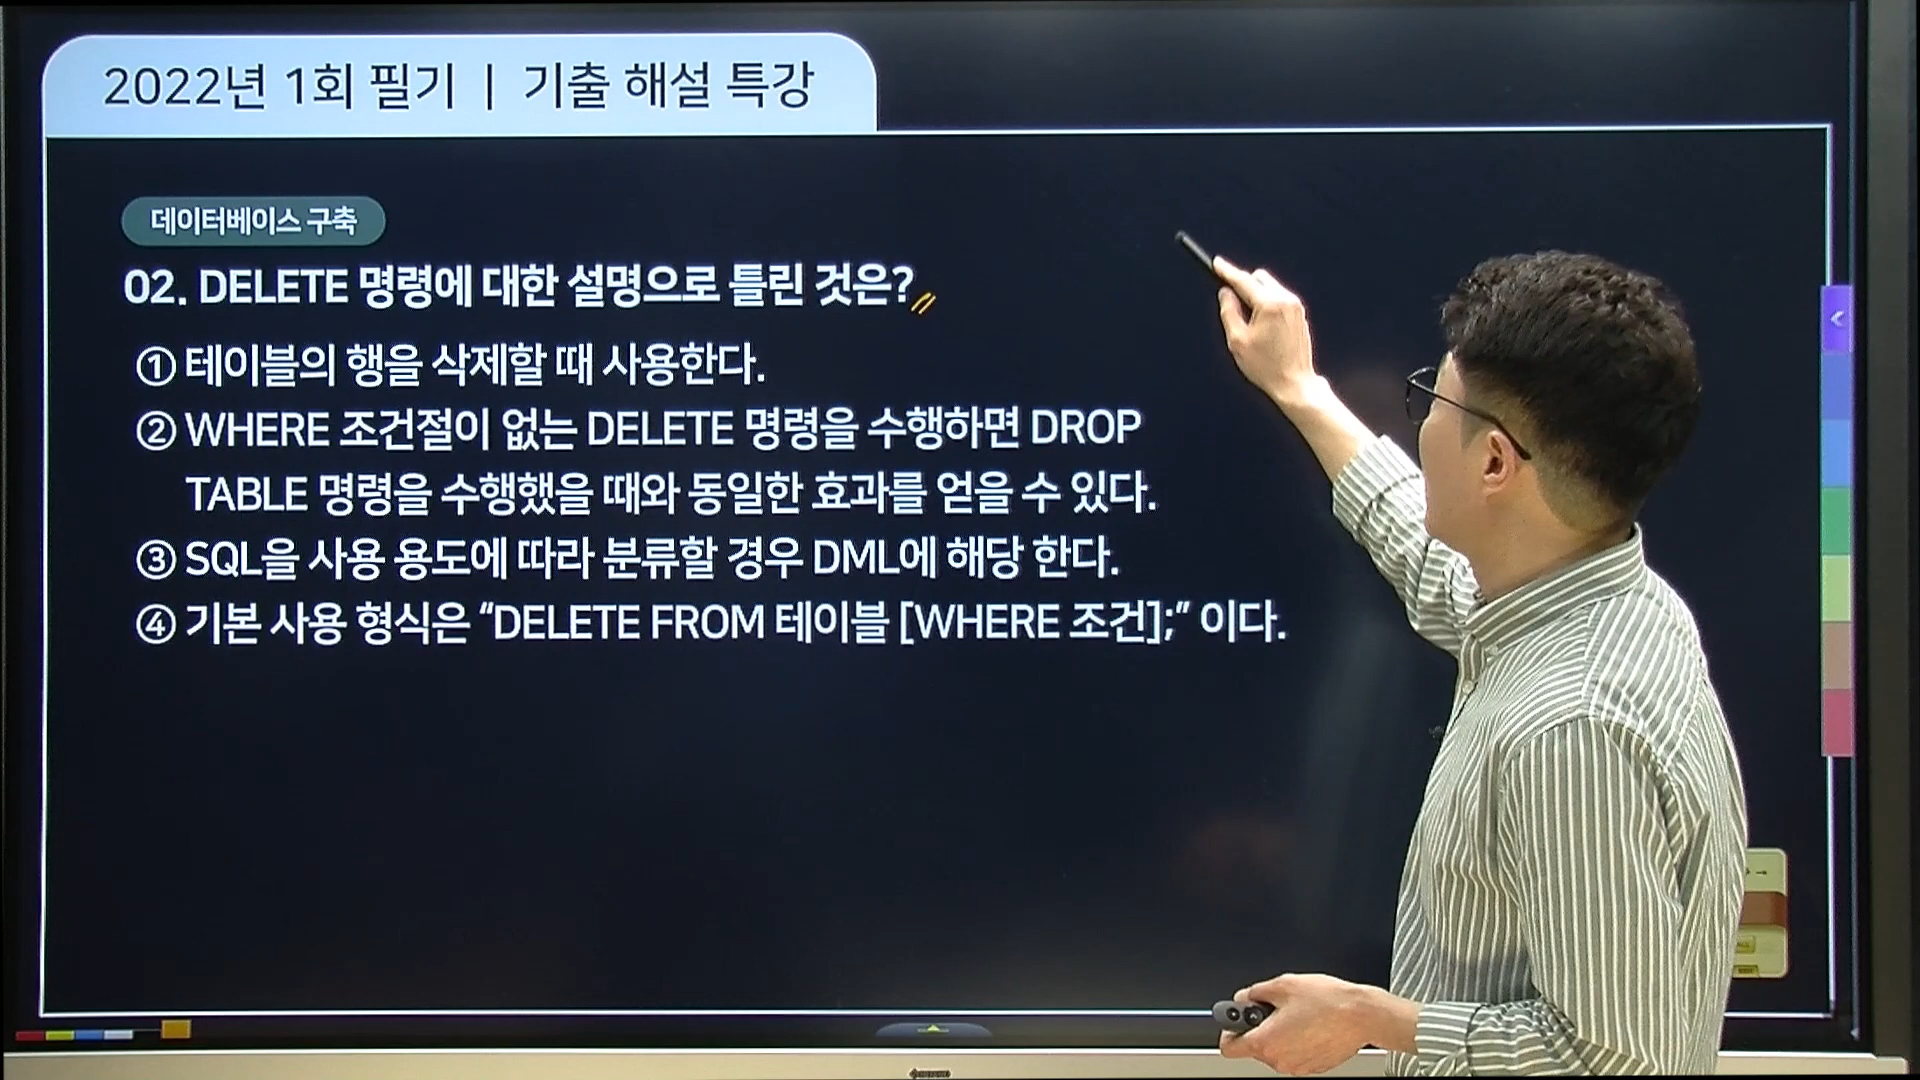 2022년 1회 필기 | 기출 해설 특강
데이터베이스 구축
02. DELETE 명령에 대한 설명으로 틀린 것은?
① 테이블의 행을 삭제할 때 사용한다.
② WHERE 조건절이 없는 DELETE 명령을 수행하면 DROP
TABLE 명령을 수행했을 때와 동일한 효과를 얻을 수 있다.
③ SQL을 사용 용도에 따라 분류할 경우 DML에 해당 한다.
④ 기본 사용 형식은 “DELETE FROM 테이블 [WHERE 조건];” 이다.